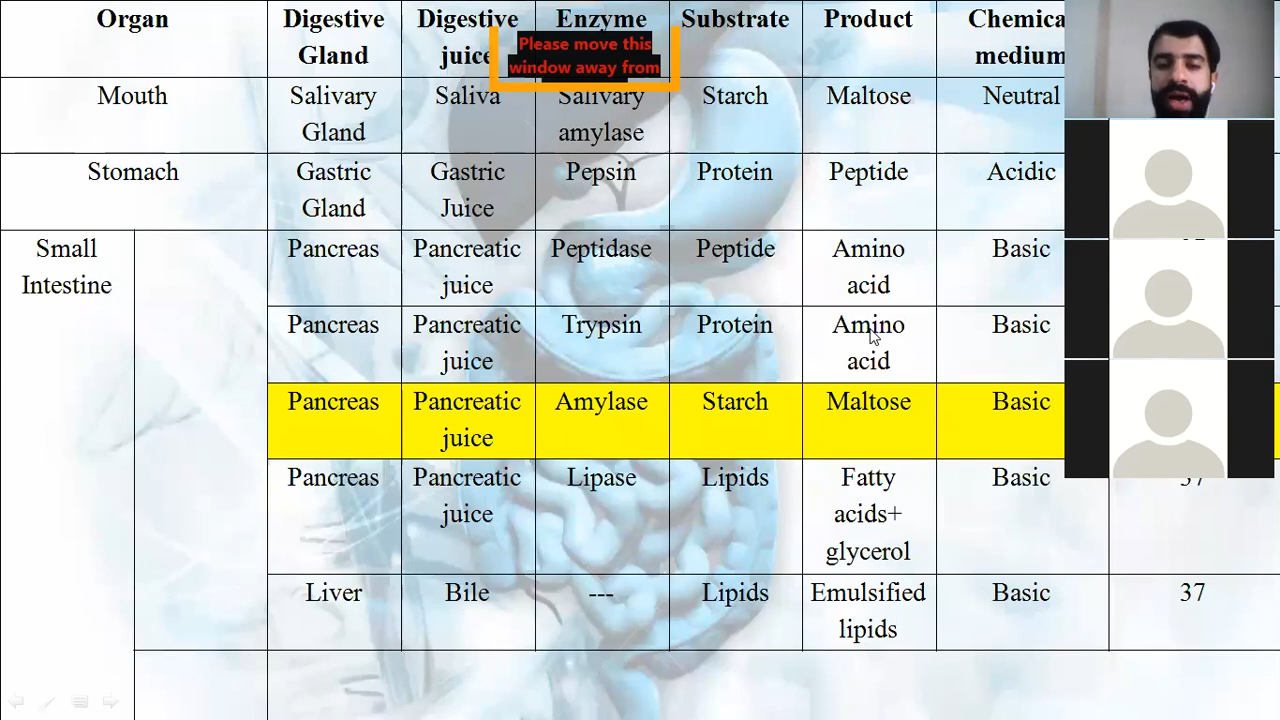 Organ Digestive Gland Digestive juice Enzyme Substrate Product Chemica medium
Please move this
window away from
Mouth Salivary Gland Saliva Salivary amylase Starch Maltose Neutral
Stomach Gastric Gland Gastric Juice Pepsin Protein Peptide Acidic
Small Intestine Pancreas Pancreatic juice Peptidase Peptide Amino acid Basic
Pancreas Pancreatic juice Trypsin Protein Amino acid Basic
Pancreas Pancreatic juice Amylase Starch Maltose Basic
Pancreas Pancreatic juice Lipase Lipids Fatty acids+ glycerol Basic 37
Liver Bile --- Lipids Emulsified lipids Basic 37